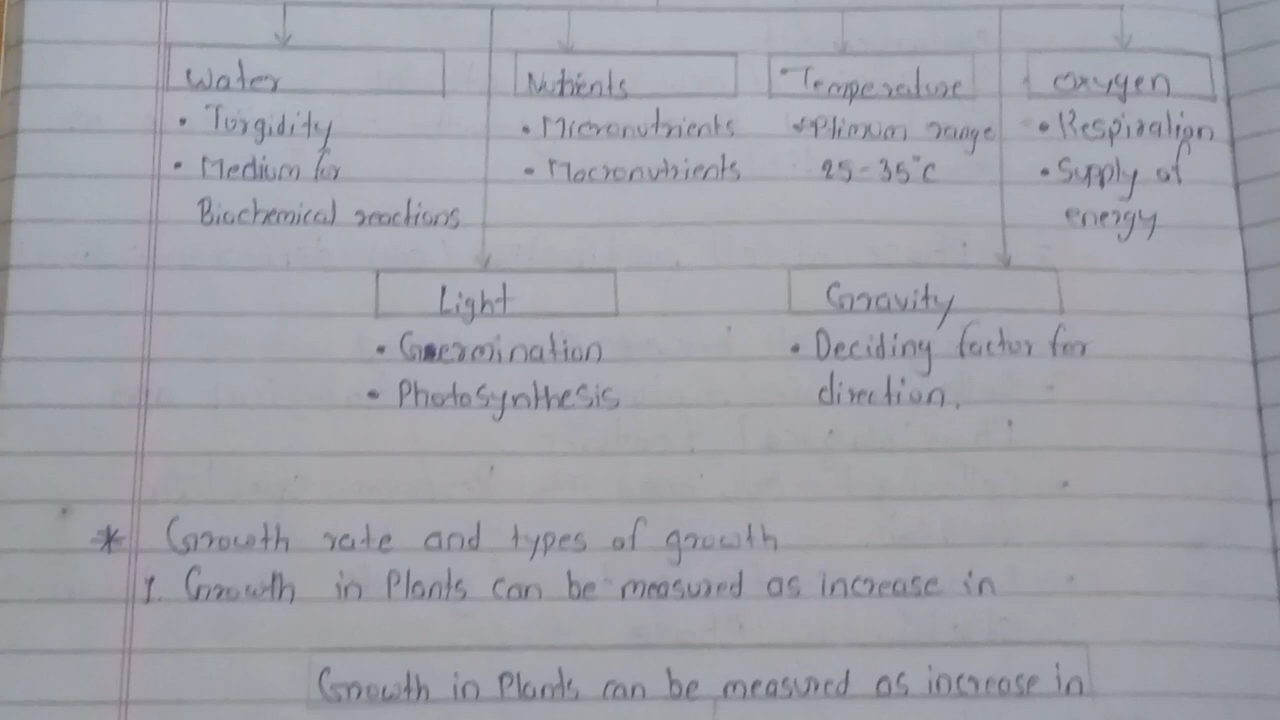 Water
• Turgidity
• Medium for
Biochemical reactions
Nutrients
• Micronutrients
• Macronutrients
Temperature
optimum range
25-35°C
Oxygen
• Respiration
• Supply of
energy
Light
• Germination
• Photosynthesis
Gravity
• Deciding factor for
direction.
* Growth rate and types of growth
1. Growth in Plants can be measured as increase in
Growth in Plants can be measured as increase in